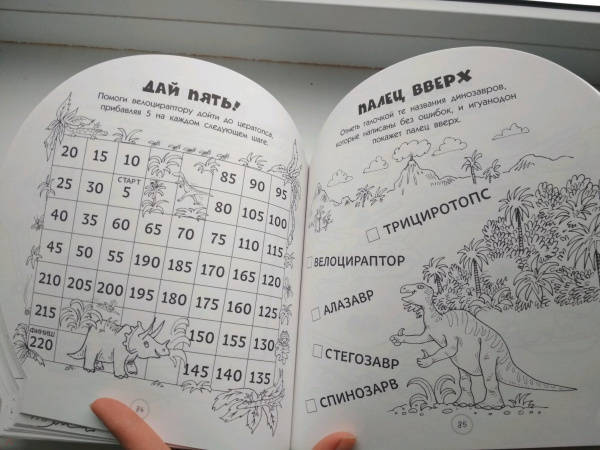 ДАЙ ПЯТЬ!
Помоги велоцираптору дойти до цератопса,
прибавляя 5 на каждом следующем шаге.
20 15 10 85 90 95
25 30 СТАРТ 5 80 105 100
40 35 60 65 70 75 110 115
45 50 55 190 185 170 165 120
210 205 200 195 180 175 160 125
215 150 155 130
ФИНИШ 220 145 140 135
84
ПАЛЕЦ ВВЕРХ
Отметь галочкой те названия динозавров,
которые написаны без ошибок, и игуанодон
покажет палец вверх.
ТРИЦИРОТОПС
ВЕЛОЦИРАПТОР
АЛАЗАВР
СТЕГОЗАВР
СПИНОЗАРВ
85